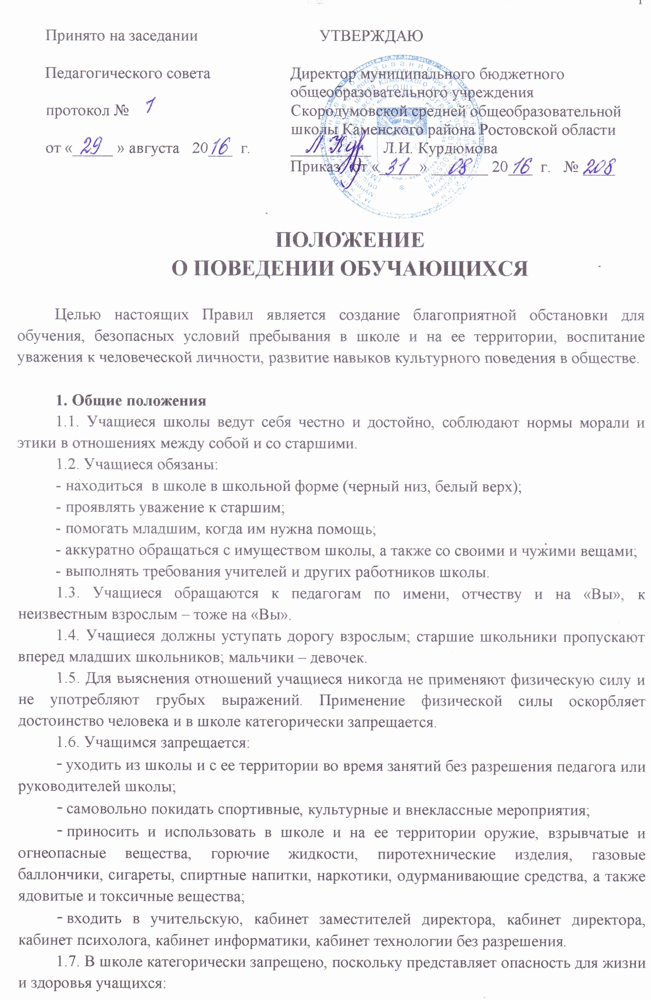 1
Принято на заседании
Педагогического совета
протокол № 1
от «29» августа 2016 г.
УТВЕРЖДАЮ
Директор муниципального бюджетного
общеобразовательного учреждения
Скородумовской средней общеобразовательной
школы Каменского района Ростовской области
Л.И. Курдюмова
Приказ от «31» 08 2016 г. № 208
ПОЛОЖЕНИЕ
О ПОВЕДЕНИИ ОБУЧАЮЩИХСЯ
Целью настоящих Правил является создание благоприятной обстановки для
обучения, безопасных условий пребывания в школе и на ее территории, воспитание
уважения к человеческой личности, развитие навыков культурного поведения в обществе.
1. Общие положения
1.1. Учащиеся школы ведут себя честно и достойно, соблюдают нормы морали и
этики в отношениях между собой и со старшими.
1.2. Учащиеся обязаны:
- находиться в школе в школьной форме (черный низ, белый верх);
- проявлять уважение к старшим;
- помогать младшим, когда им нужна помощь;
- аккуратно обращаться с имуществом школы, а также со своими и чужими вещами;
- выполнять требования учителей и других работников школы.
1.3. Учащиеся обращаются к педагогам по имени, отчеству и на «Вы», к
неизвестным взрослым – тоже на «Вы».
1.4. Учащиеся должны уступать дорогу взрослым; старшие школьники пропускают
вперед младших школьников; мальчики – девочек.
1.5. Для выяснения отношений учащиеся никогда не применяют физическую силу и
не употребляют грубых выражений. Применение физической силы оскорбляет
достоинство человека и в школе категорически запрещается.
1.6. Учащимся запрещается:
- уходить из школы и с ее территории во время занятий без разрешения педагога или
руководителей школы;
- самовольно покидать спортивные, культурные и внеклассные мероприятия;
- приносить и использовать в школе и на ее территории оружие, взрывчатые и
огнеопасные вещества, горючие жидкости, пиротехнические изделия, газовые
баллончики, сигареты, спиртные напитки, наркотики, одурманивающие средства, а также
ядовитые и токсичные вещества;
- входить в учительскую, кабинет заместителей директора, кабинет директора,
кабинет психолога, кабинет информатики, кабинет технологии без разрешения.
1.7. В школе категорически запрещено, поскольку представляет опасность для жизни
и здоровья учащихся: